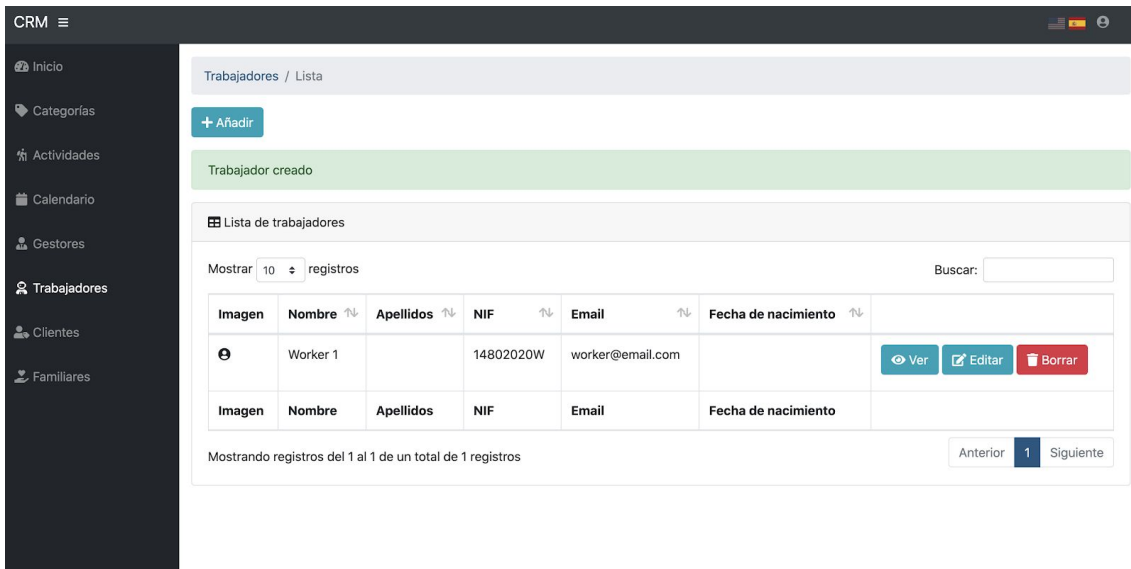 CRM
Inicio
Categorías
Actividades
Calendario
Gestores
Trabajadores
Clientes
Familiares
Trabajadores / Lista
+ Añadir
Trabajador creado
Lista de trabajadores
Mostrar 10 registros
Buscar:
Imagen Nombre Apellidos NIF Email Fecha de nacimiento
Worker 1 14802020W worker@email.com Ver Editar Borrar
Imagen Nombre Apellidos NIF Email Fecha de nacimiento
Mostrando registros del 1 al 1 de un total de 1 registros
Anterior 1 Siguiente